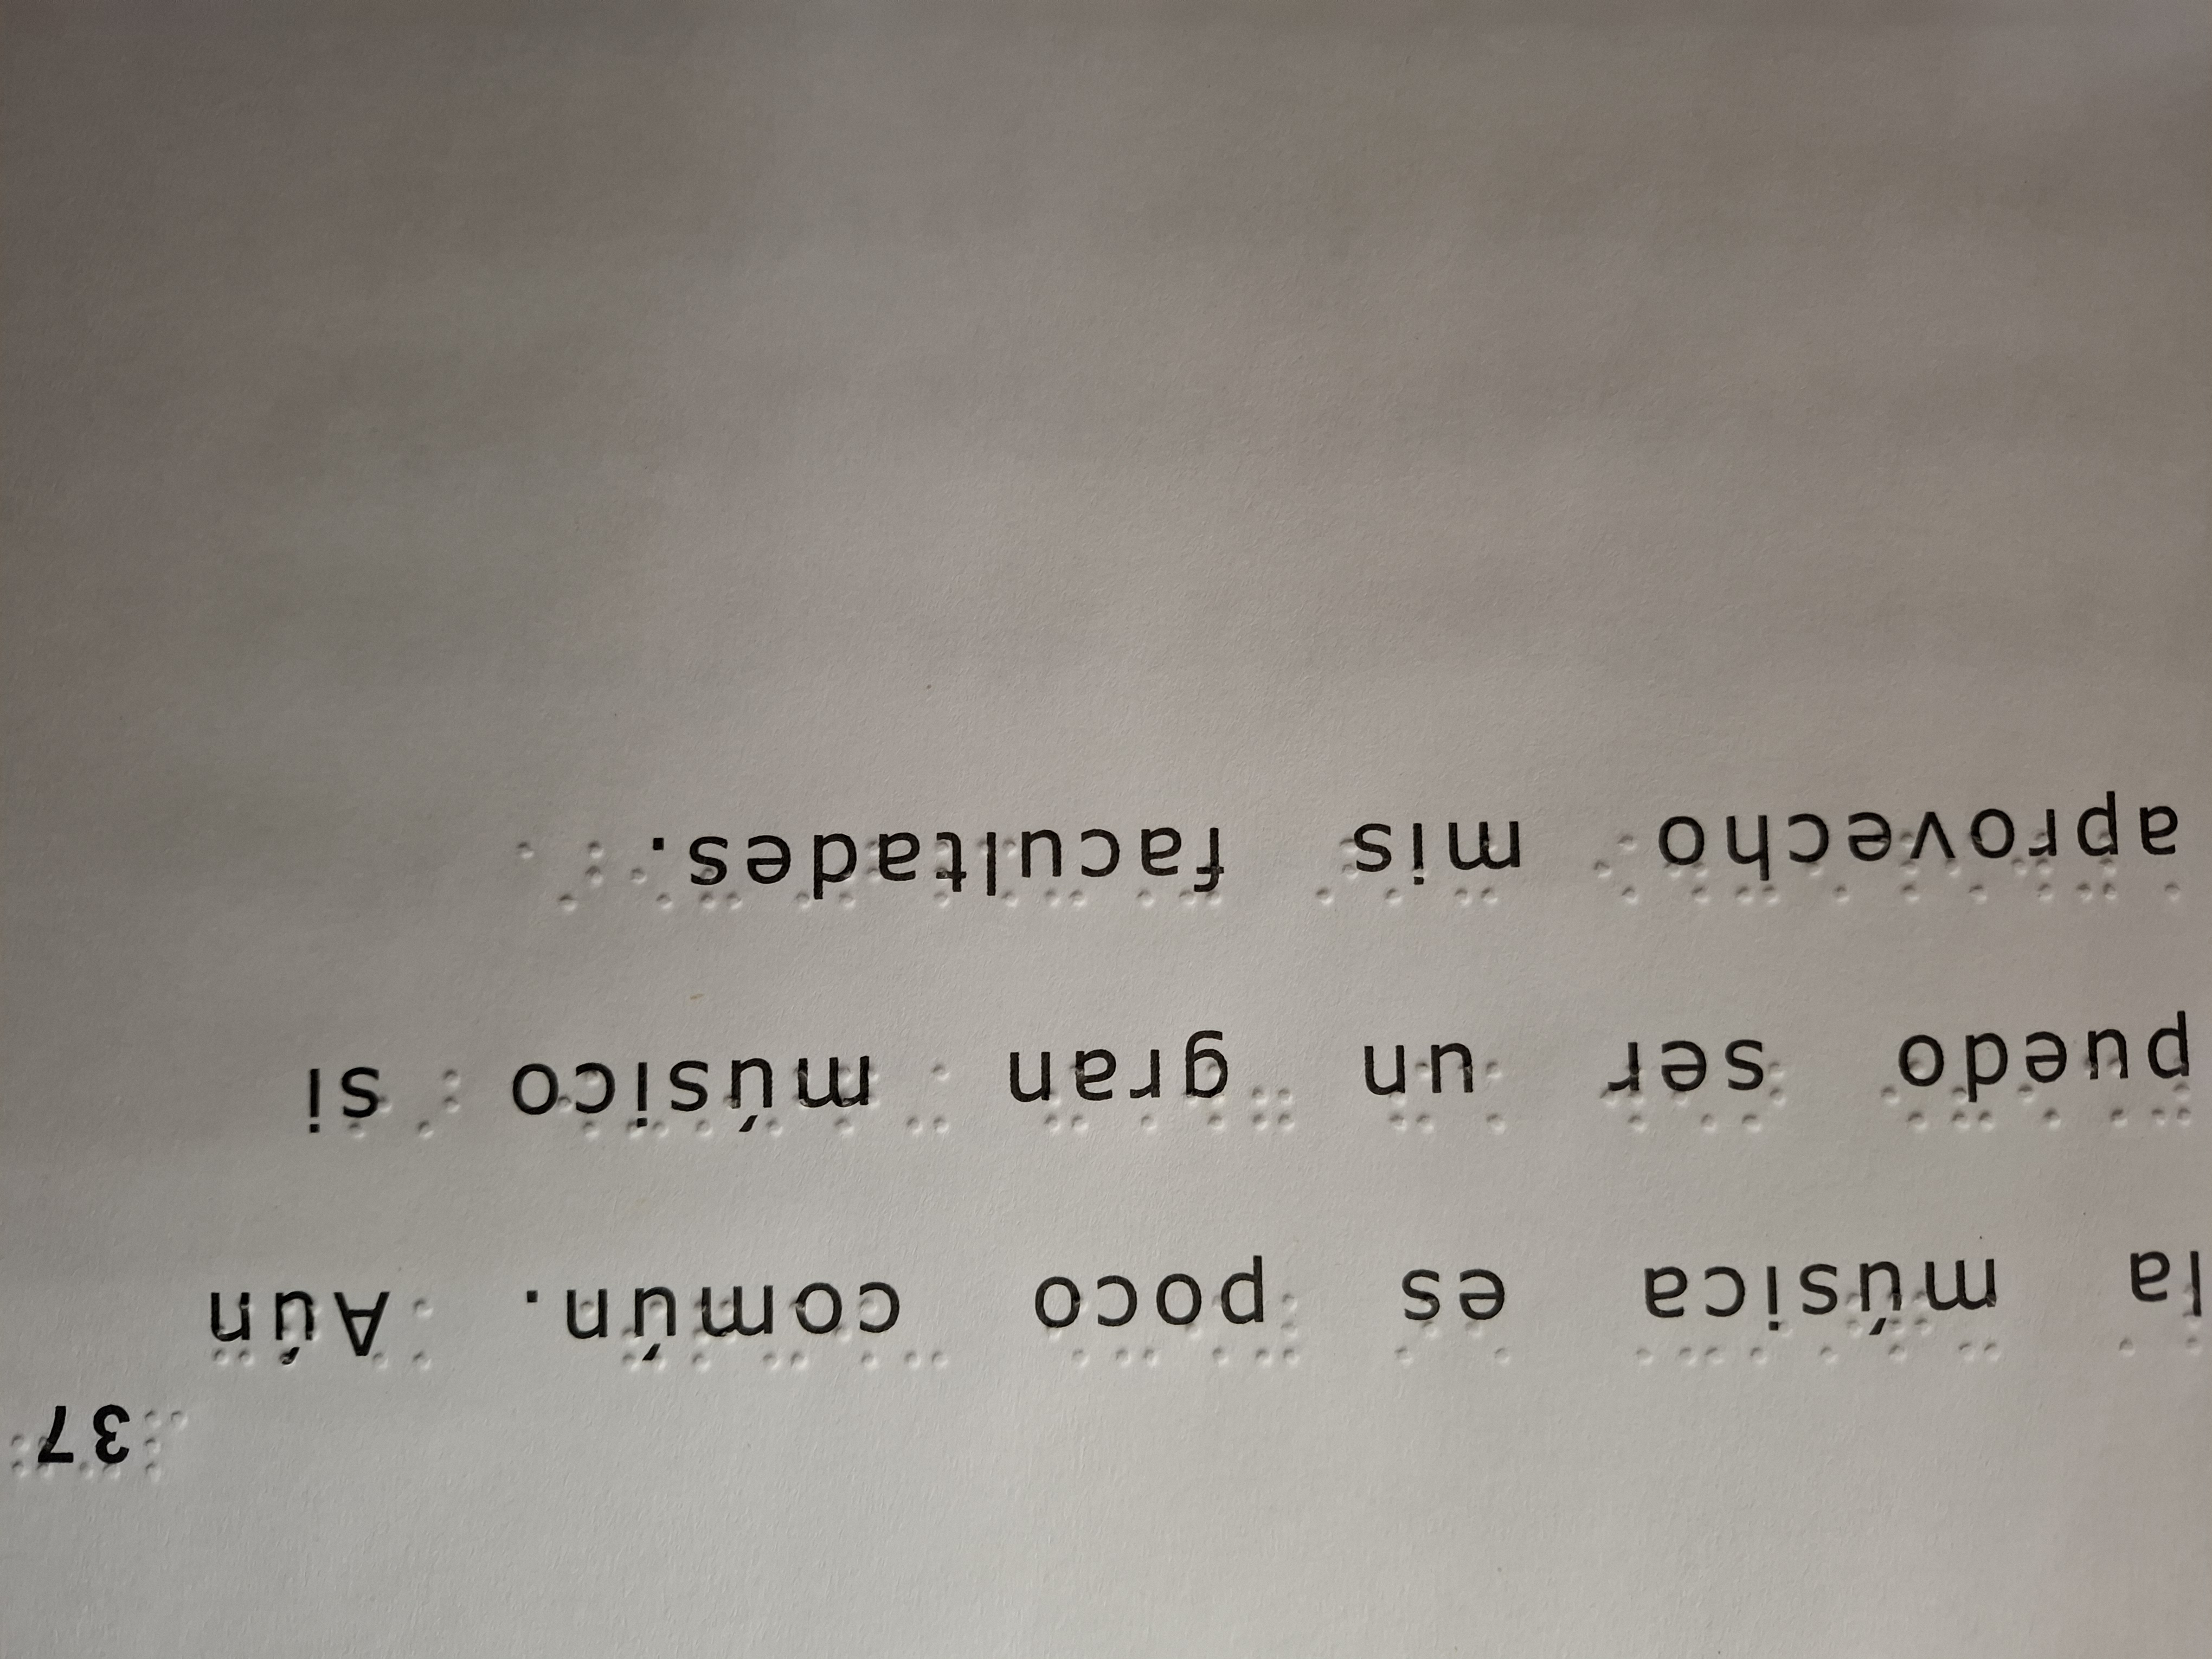 37
la música es poco común. Aún
puedo ser un gran músico si
aprovecho mis facultades.